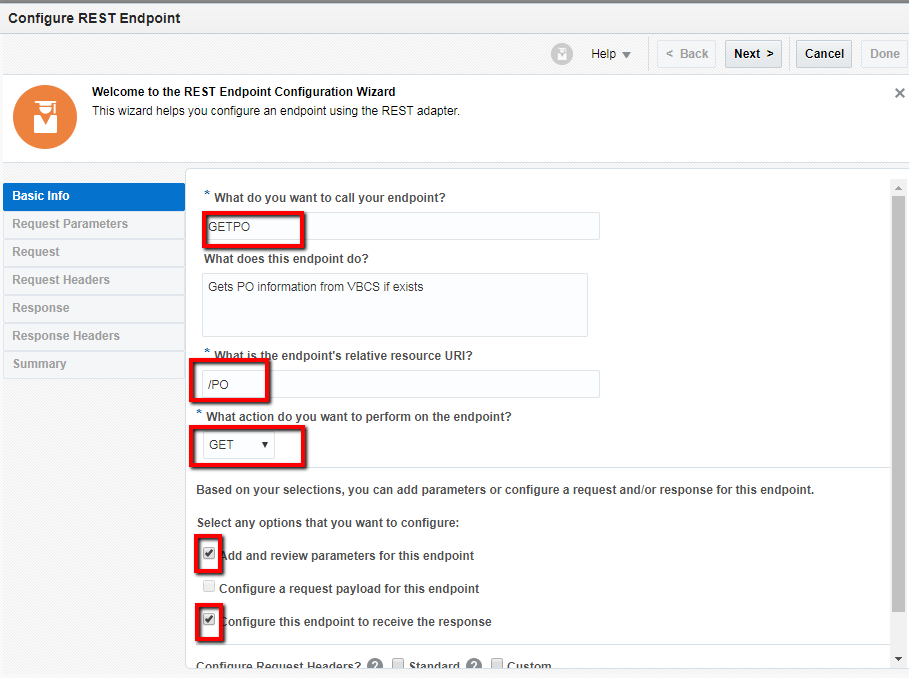 Configure REST Endpoint
Help
< Back
Next >
Cancel
Done
Welcome to the REST Endpoint Configuration Wizard
This wizard helps you configure an endpoint using the REST adapter.
Basic Info
Request Parameters
Request
Request Headers
Response
Response Headers
Summary
* What do you want to call your endpoint?
GETPO
What does this endpoint do?
Gets PO information from VBCS if exists
* What is the endpoint's relative resource URI?
/PO
* What action do you want to perform on the endpoint?
GET
Based on your selections, you can add parameters or configure a request and/or response for this endpoint.
Select any options that you want to configure:
Add and review parameters for this endpoint
Configure a request payload for this endpoint
Configure this endpoint to receive the response
Configure Request Headers? ? Standard ? Custom